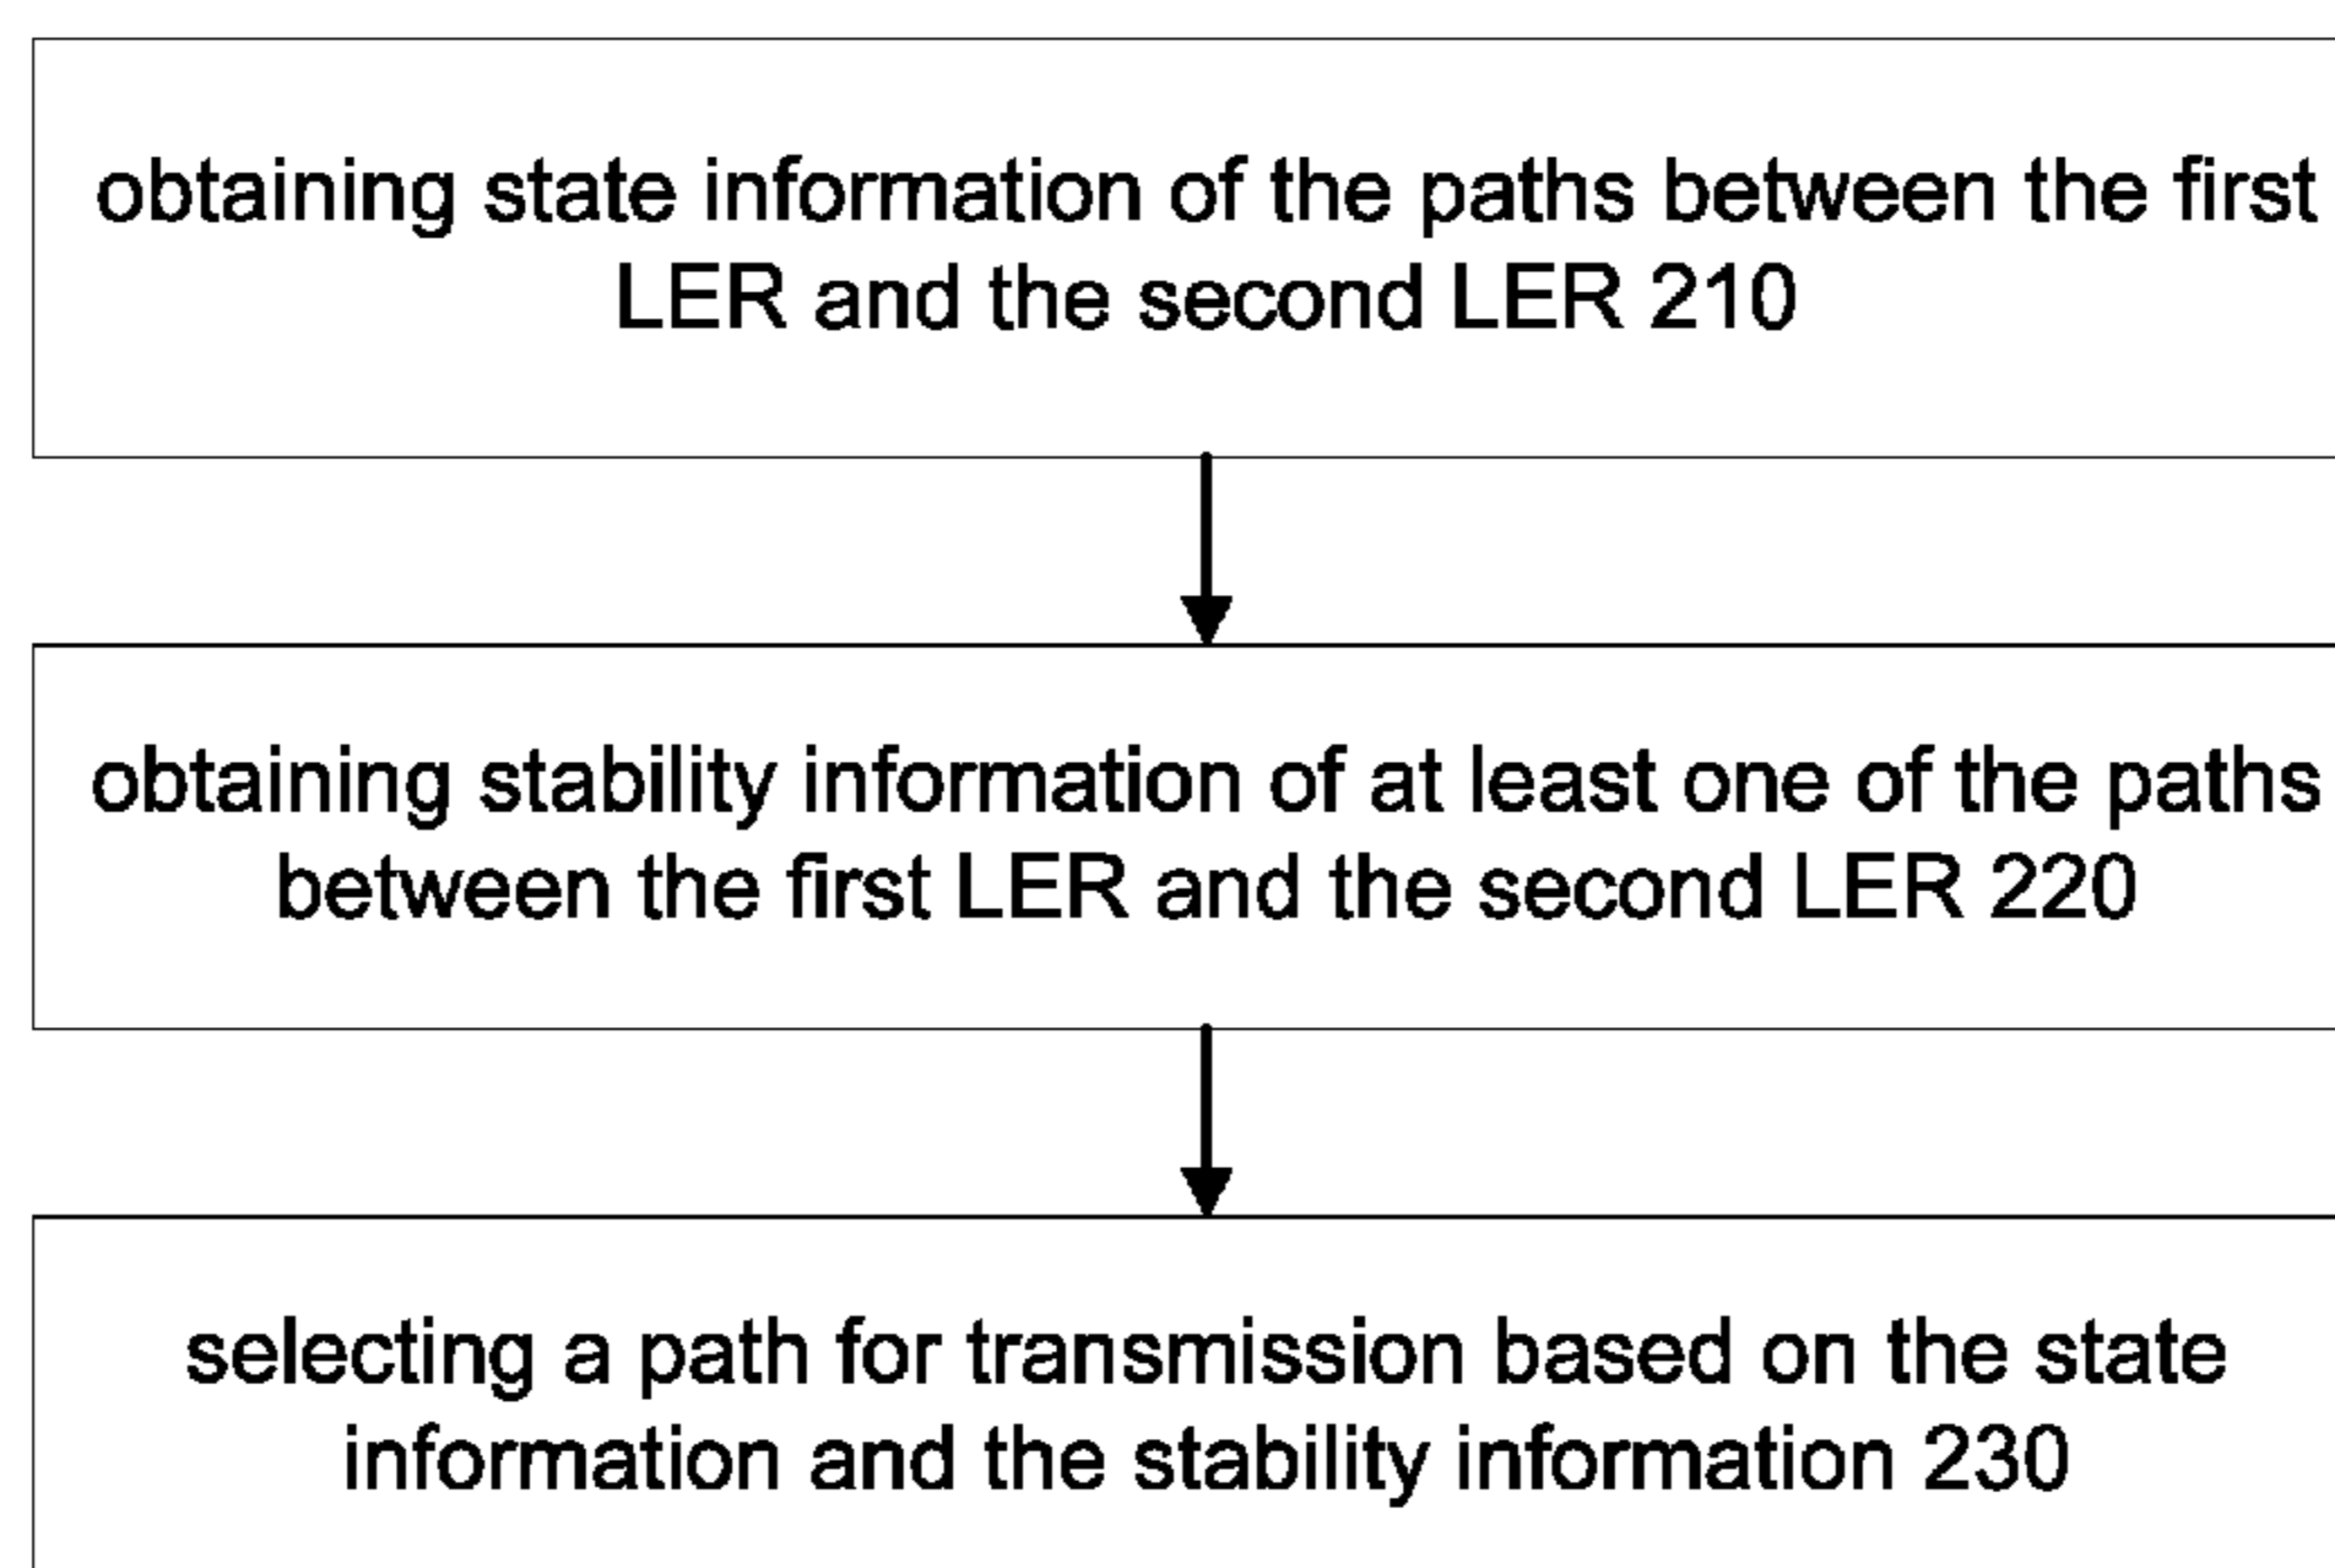 obtaining state information of the paths between the first
LER and the second LER 210
obtaining stability information of at least one of the paths
between the first LER and the second LER 220
selecting a path for transmission based on the state
information and the stability information 230